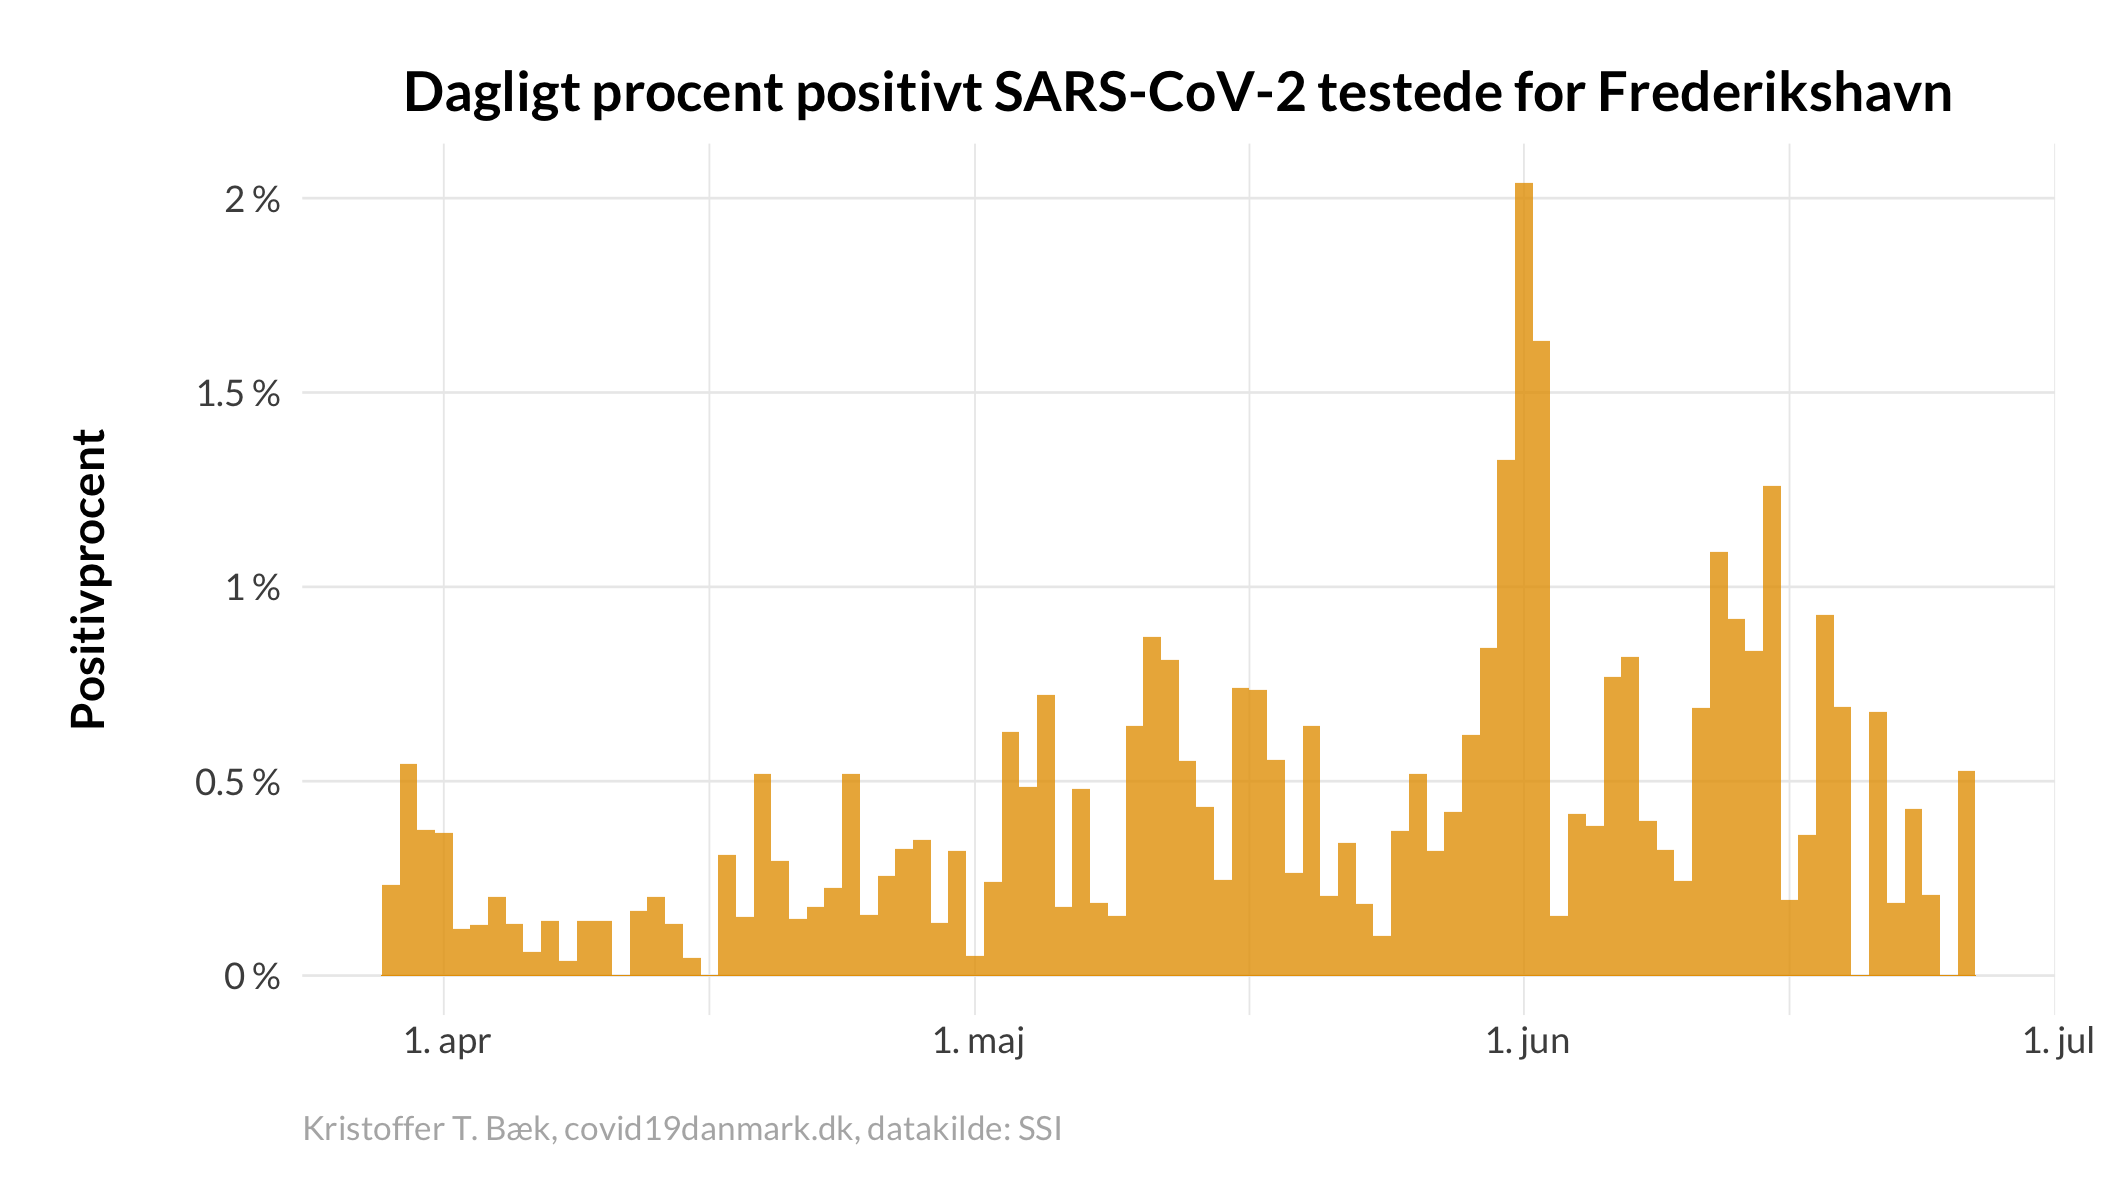 Dagligt procent positivt SARS-CoV-2 testede for Frederikshavn
Positivprocent
2 %
1.5 %
1 %
0.5 %
0 %
1. apr
1. maj
1. jun
1. jul
Kristoffer T. Bæk, covid19danmark.dk, datakilde: SSI